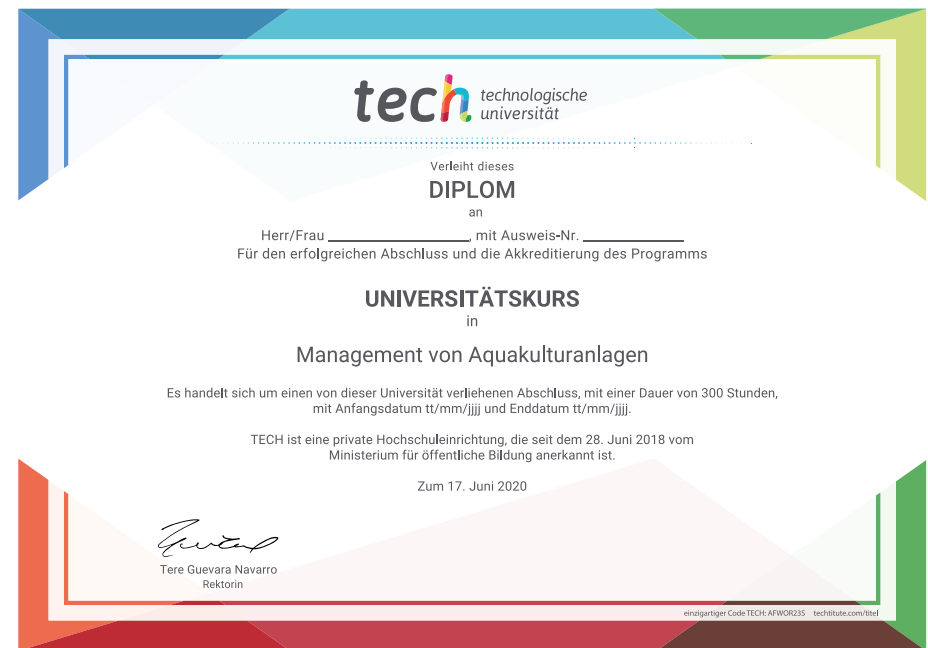 tech technologische
universität
Verleiht dieses
DIPLOM
an
Herr/Frau ____________________, mit Ausweis-Nr. ______________
Für den erfolgreichen Abschluss und die Akkreditierung des Programms
UNIVERSITÄTSKURS
in
Management von Aquakulturanlagen
Es handelt sich um einen von dieser Universität verliehenen Abschluss, mit einer Dauer von 300 Stunden,
mit Anfangsdatum tt/mm/jjjj und Enddatum tt/mm/jjjj.
TECH ist eine private Hochschuleinrichtung, die seit dem 28. Juni 2018 vom
Ministerium für öffentliche Bildung anerkannt ist.
Zum 17. Juni 2020
Tere Guevara Navarro
Rektorin
einzigartiger Code TECH: AFWOR23S techtitute.com/titel